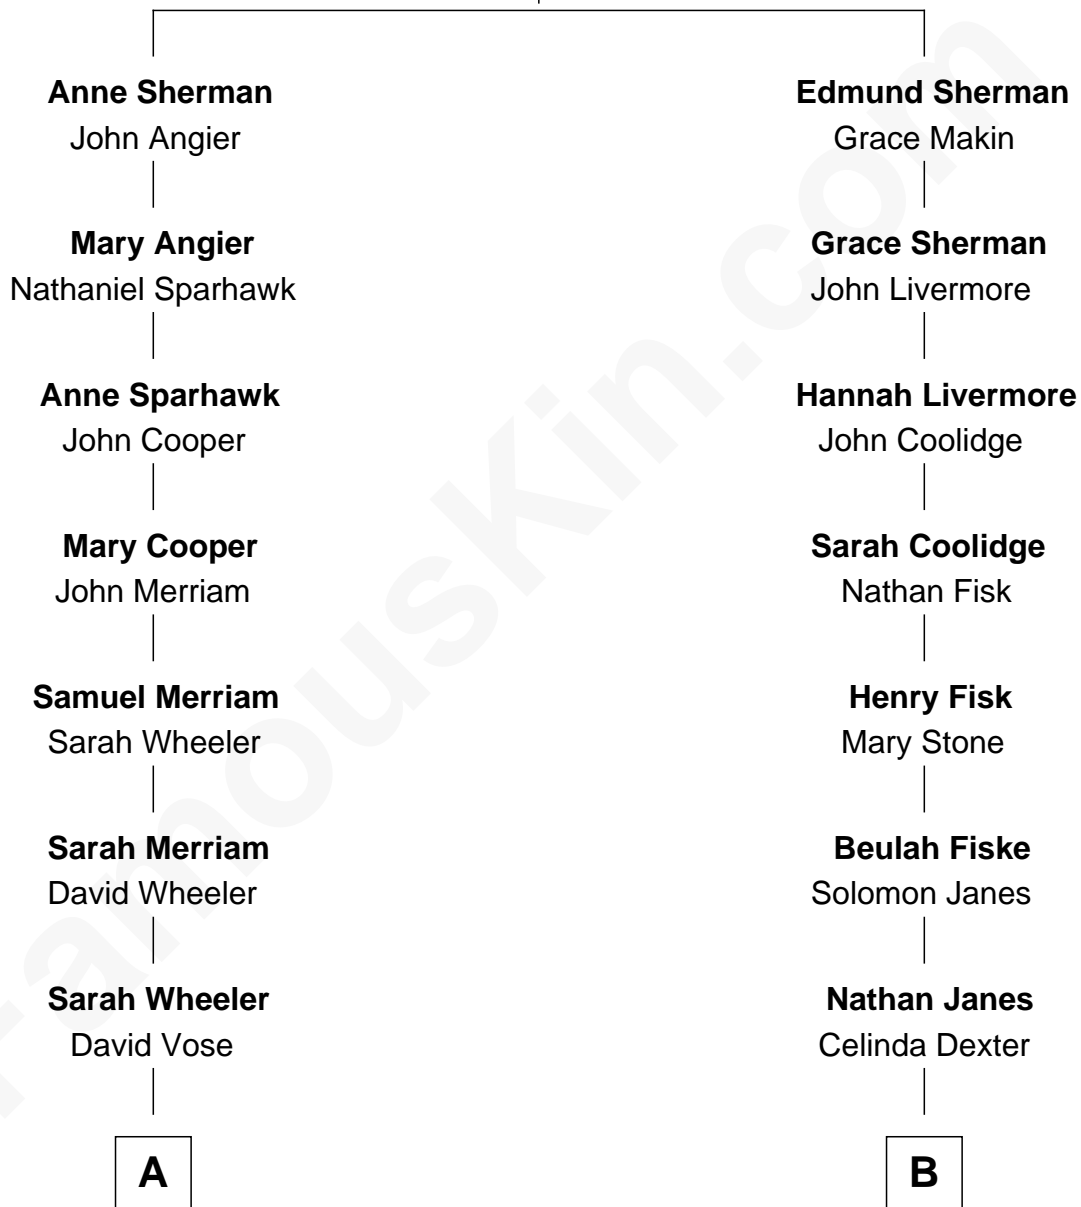 Anne Sherman
John Angier
Mary Angier
Nathaniel Sparhawk
Anne Sparhawk
John Cooper
Mary Cooper
John Merriam
Samuel Merriam
Sarah Wheeler
Sarah Merriam
David Wheeler
Sarah Wheeler
David Vose
A
Edmund Sherman
Grace Makin
Grace Sherman
John Livermore
Hannah Livermore
John Coolidge
Sarah Coolidge
Nathan Fisk
Henry Fisk
Mary Stone
Beulah Fiske
Solomon Janes
Nathan Janes
Celinda Dexter
B
FamousKin.com